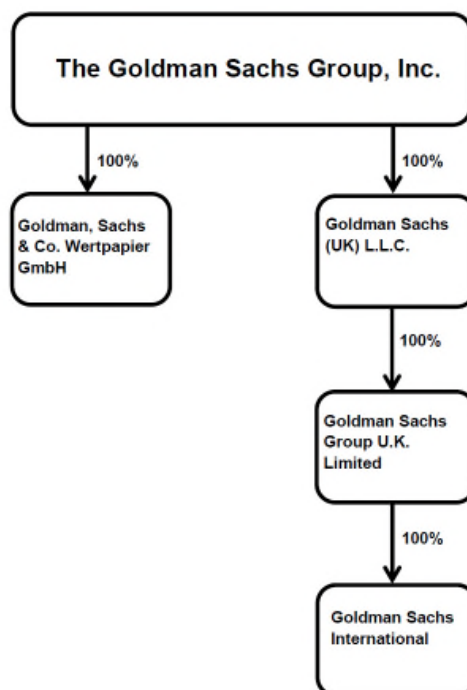 The Goldman Sachs Group, Inc.
100%
100%
Goldman, Sachs
& Co. Wertpapier
GmbH
Goldman Sachs
(UK) L.L.C.
100%
Goldman Sachs
Group U.K.
Limited
100%
Goldman Sachs
International